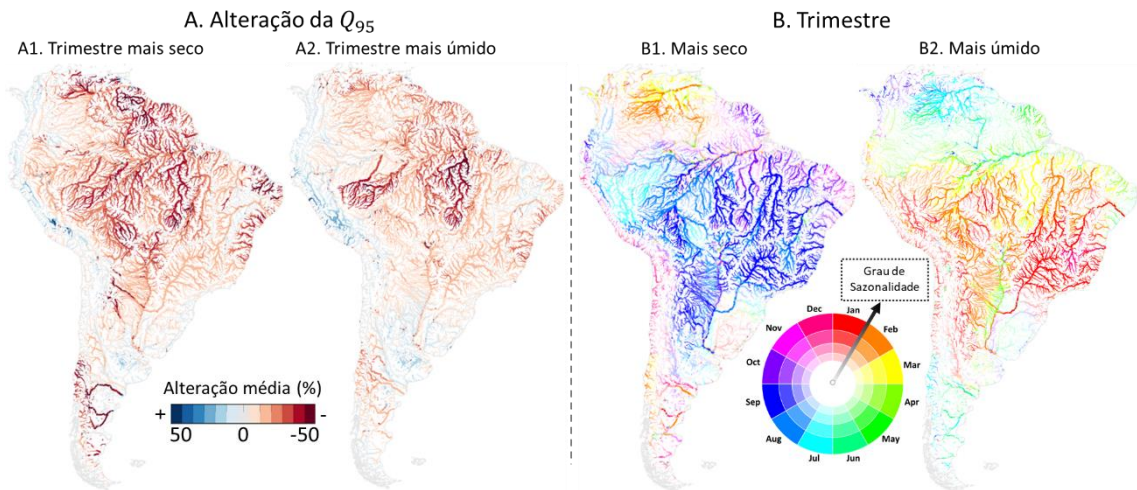 A. Alteração da Q95
A1. Trimestre mais seco
A2. Trimestre mais úmido
Alteração média (%)
+ -
50 0 -50
B. Trimestre
B1. Mais seco
B2. Mais úmido
Grau de
Sazonalidade
Jan
Feb
Mar
Apr
May
Jun
Jul
Aug
Sep
Oct
Nov
Dec